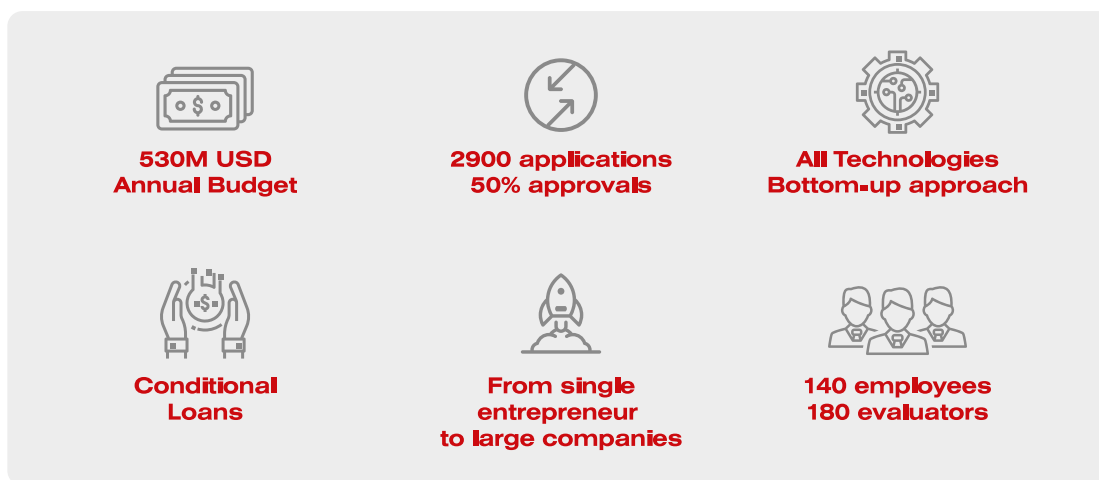 530M USD
Annual Budget
2900 applications
50% approvals
All Technologies
Bottom-up approach
Conditional
Loans
From single
entrepreneur
to large companies
140 employees
180 evaluators